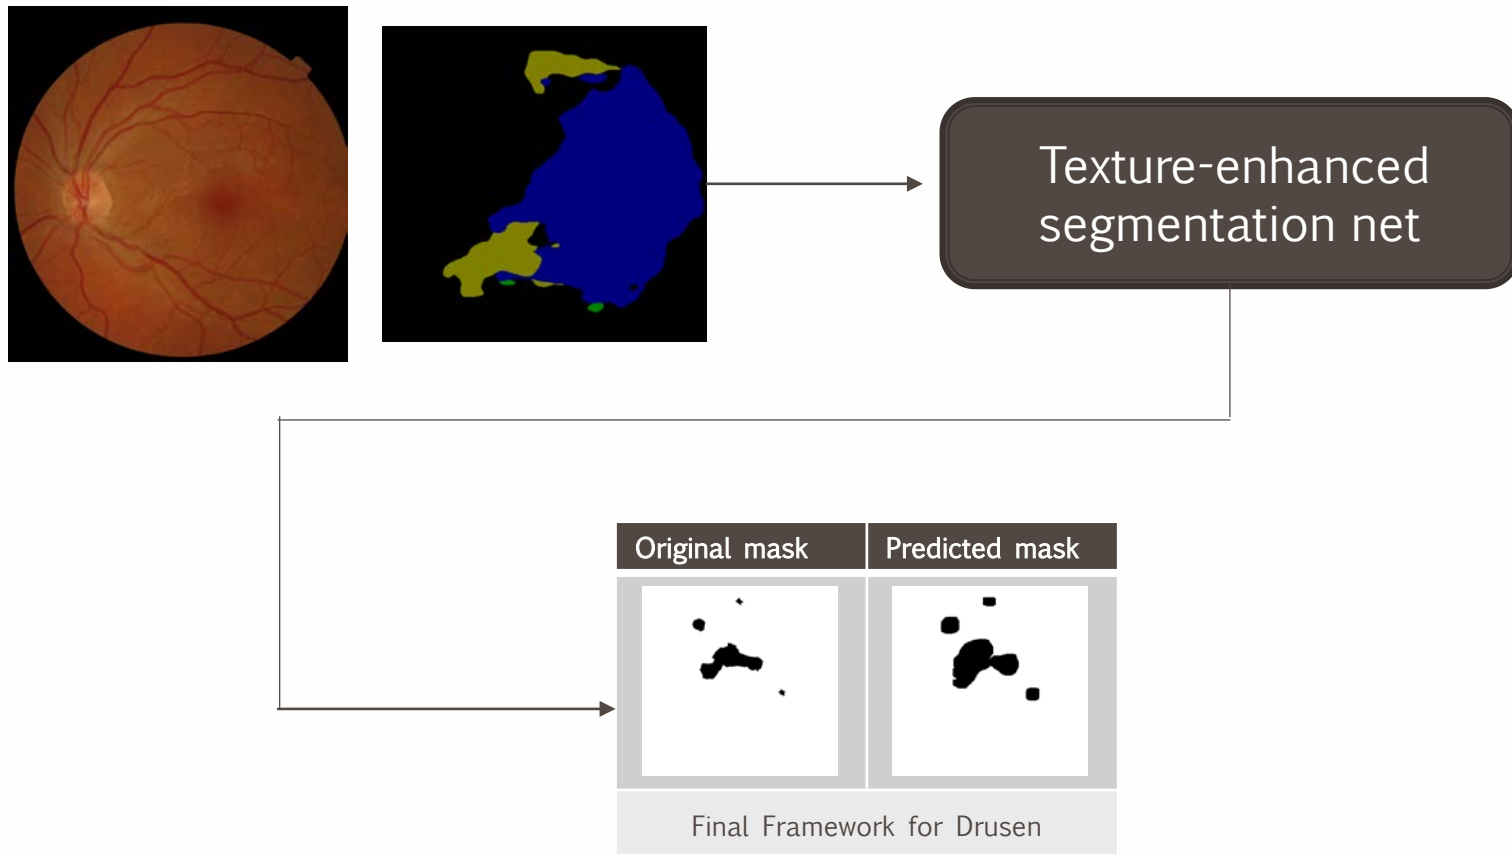 Texture-enhanced
segmentation net
Original mask
Predicted mask
Final Framework for Drusen